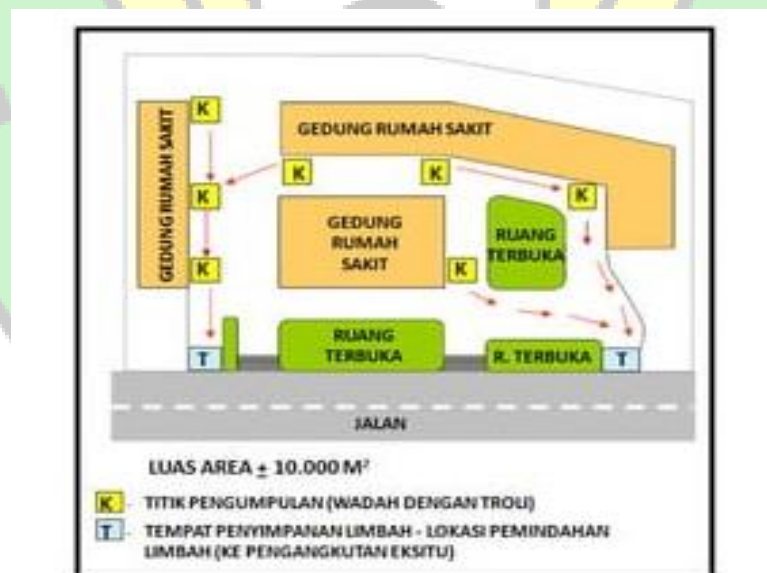 K
GEDUNG RUMAH SAKIT
GEDUNG RUMAH SAKIT
K
K
K
K
K
GEDUNG
RUMAH
SAKIT
RUANG
TERBUKA
K
K
RUANG
TERBUKA
T
R. TERBUKA
T
JALAN
LUAS AREA ± 10.000 M²
K - TITIK PENGUMPULAN (WADAH DENGAN TROLI)
T - TEMPAT PENYIMPANAN LIMBAH - LOKASI PEMINDAHAN
LIMBAH (KE PENGANGKUTAN EKSITU)